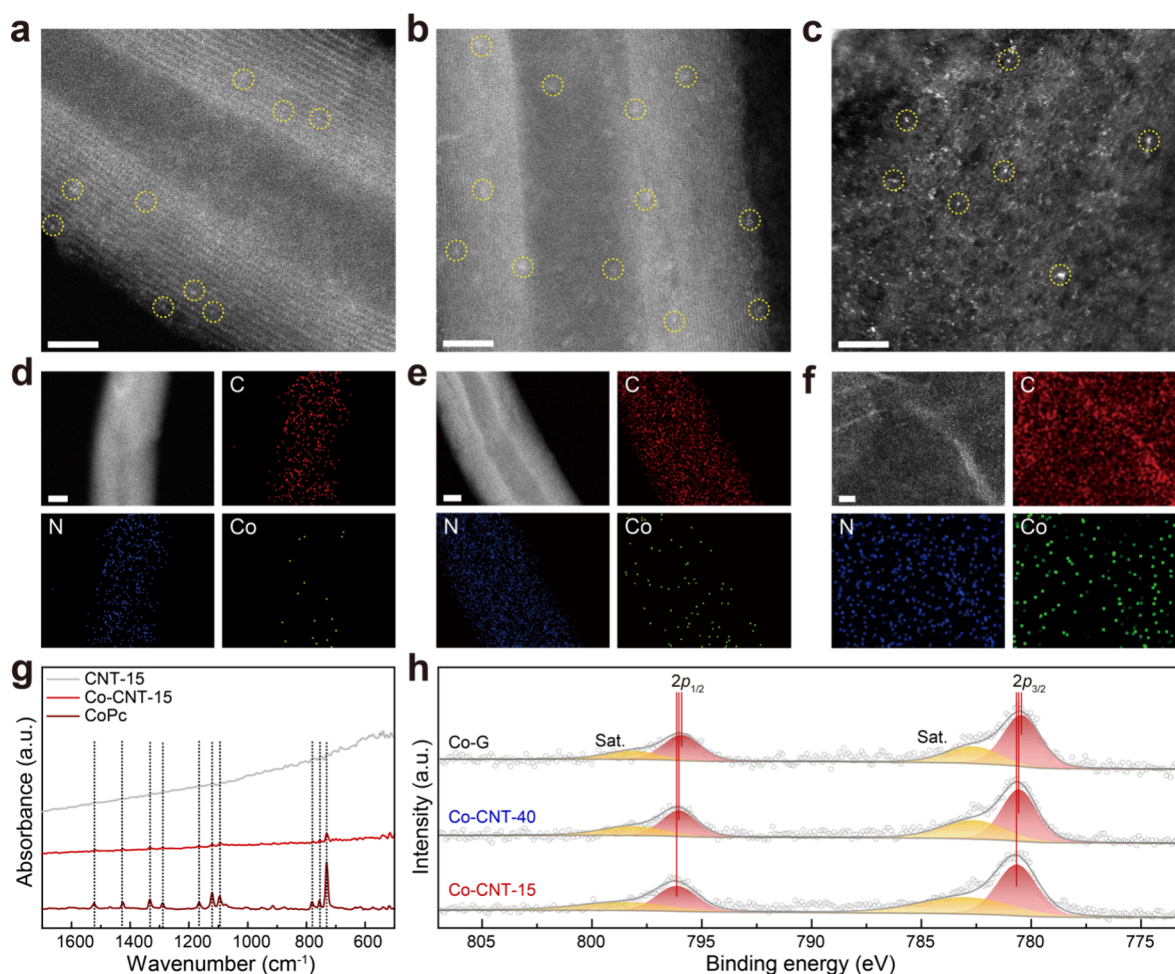 a
b
c
d
C
N
Co
e
C
N
Co
f
C
N
Co
g
CNT-15
Co-CNT-15
CoPc
Absorbance (a.u.)
1600 1400 1200 1000 800 600
Wavenumber (cm⁻¹)
h
2p1/2
2p3/2
Co-G
Sat.
Sat.
Co-CNT-40
Co-CNT-15
Intensity (a.u.)
805 800 795 790 785 780 775
Binding energy (eV)